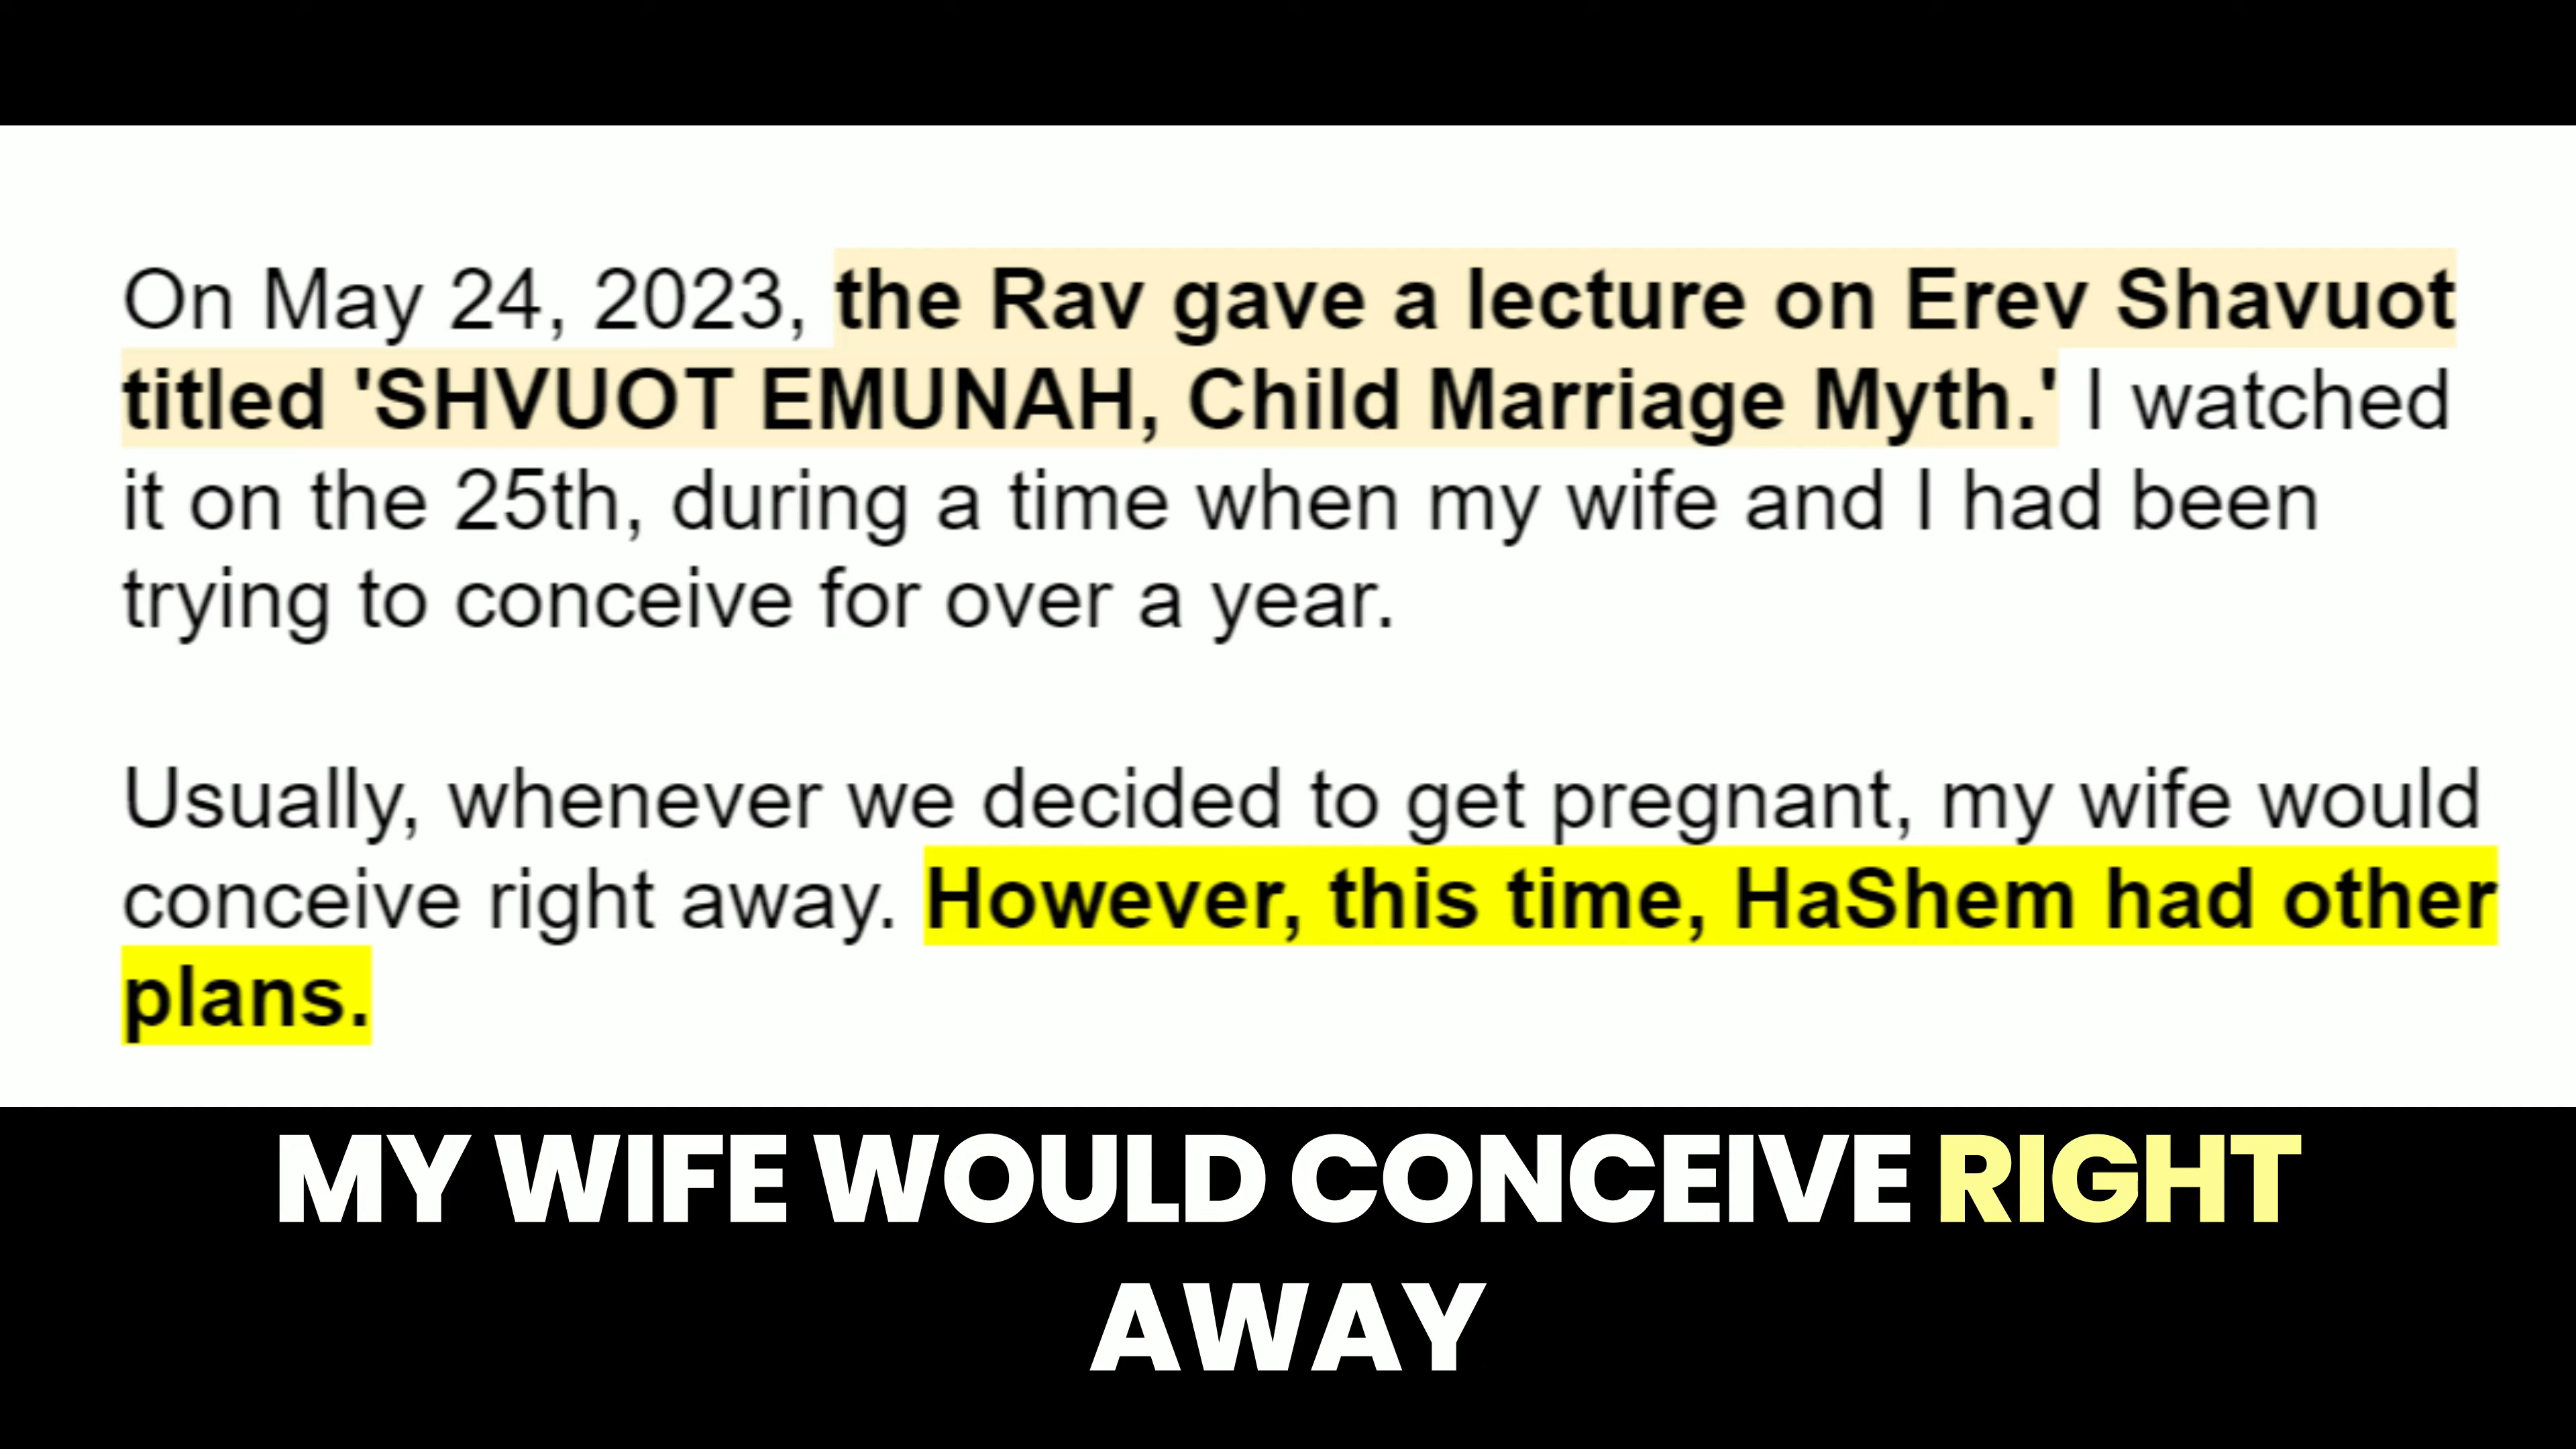 On May 24, 2023, the Rav gave a lecture on Erev Shavuot
titled 'SHVUOT EMUNAH, Child Marriage Myth.' I watched
it on the 25th, during a time when my wife and I had been
trying to conceive for over a year.
Usually, whenever we decided to get pregnant, my wife would
conceive right away. However, this time, HaShem had other
plans.
MY WIFE WOULD CONCEIVE RIGHT
AWAY